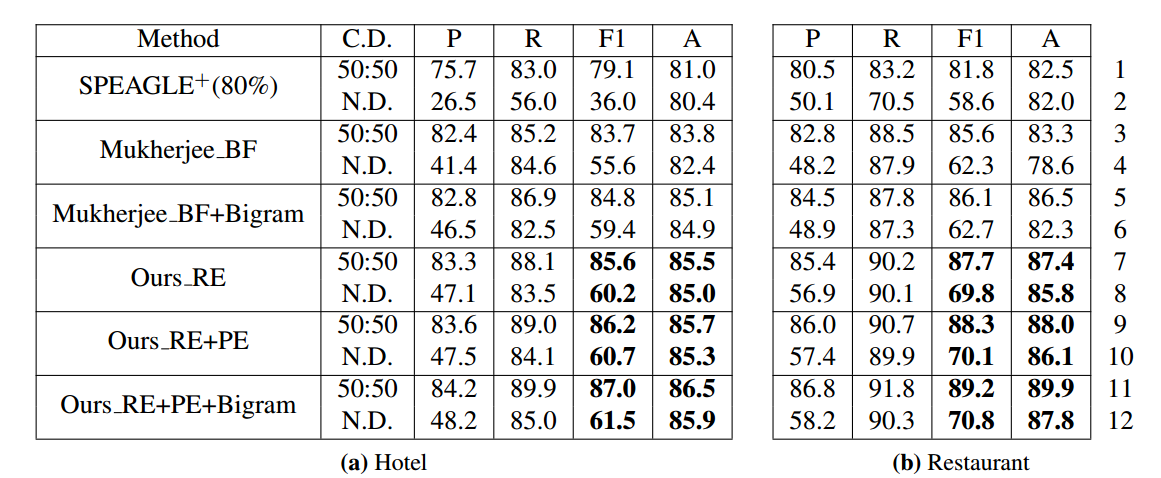 Method C.D. P R F1 A P R F1 A
SPEAGLE+(80%) 50:50 75.7 83.0 79.1 81.0 80.5 83.2 81.8 82.5 1
N.D. 26.5 56.0 36.0 80.4 50.1 70.5 58.6 82.0 2
Mukherjee_BF 50:50 82.4 85.2 83.7 83.8 82.8 88.5 85.6 83.3 3
N.D. 41.4 84.6 55.6 82.4 48.2 87.9 62.3 78.6 4
Mukherjee_BF+Bigram 50:50 82.8 86.9 84.8 85.1 84.5 87.8 86.1 86.5 5
N.D. 46.5 82.5 59.4 84.9 48.9 87.3 62.7 82.3 6
Ours_RE 50:50 83.3 88.1 85.6 85.5 85.4 90.2 87.7 87.4 7
N.D. 47.1 83.5 60.2 85.0 56.9 90.1 69.8 85.8 8
Ours_RE+PE 50:50 83.6 89.0 86.2 85.7 86.0 90.7 88.3 88.0 9
N.D. 47.5 84.1 60.7 85.3 57.4 89.9 70.1 86.1 10
Ours_RE+PE+Bigram 50:50 84.2 89.9 87.0 86.5 86.8 91.8 89.2 89.9 11
N.D. 48.2 85.0 61.5 85.9 58.2 90.3 70.8 87.8 12
(a) Hotel (b) Restaurant